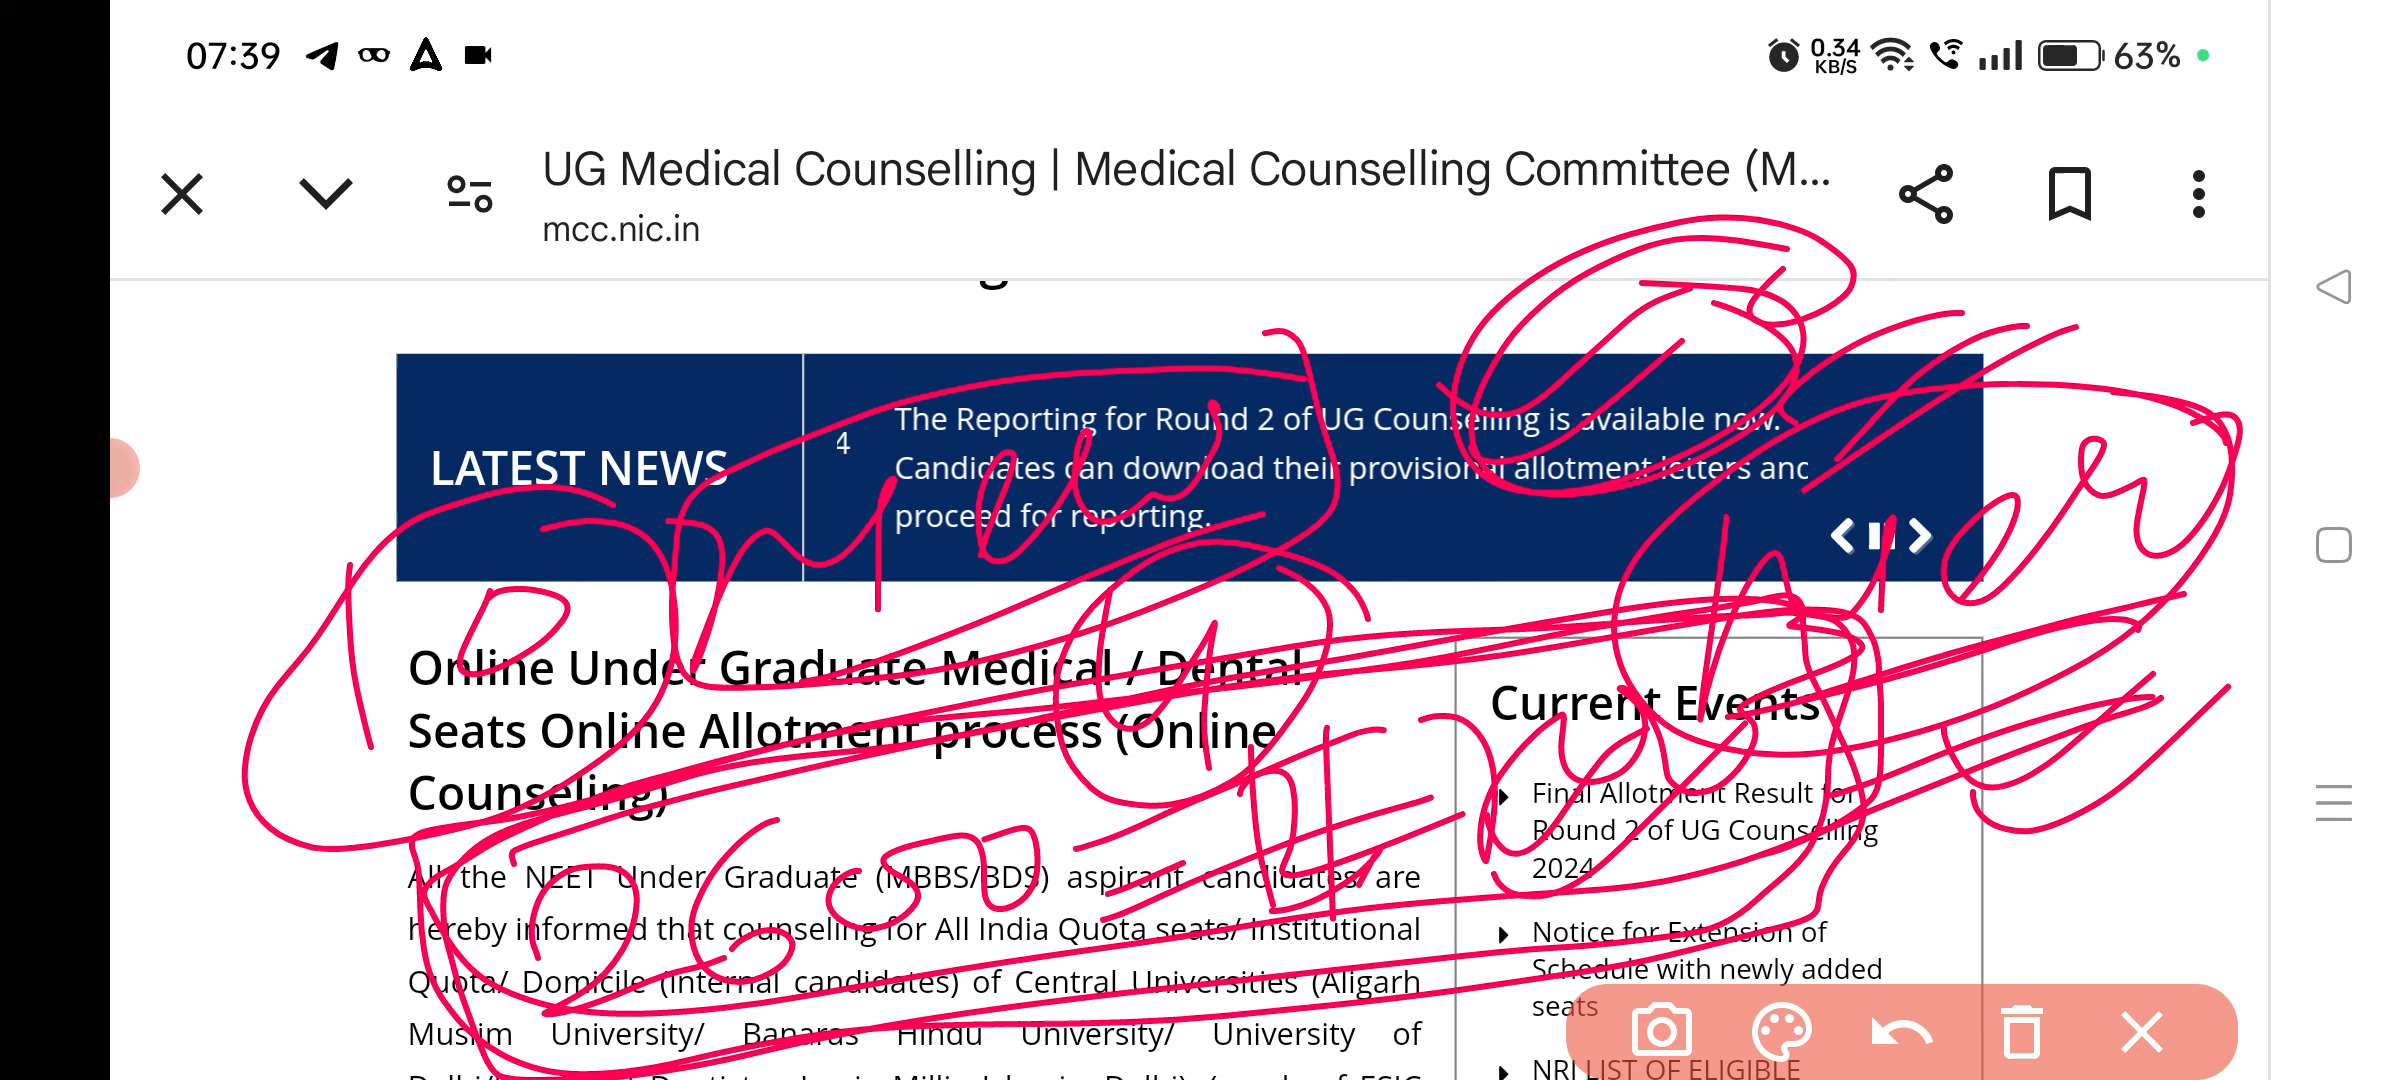 07:39
0.34 KB/S
63%
UG Medical Counselling | Medical Counselling Committee (M...
mcc.nic.in
LATEST NEWS
4
The Reporting for Round 2 of UG Counselling is available now.
Candidates can download their provisional allotment letters and
proceed for reporting.
Online Under Graduate Medical / Dental
Seats Online Allotment process (Online
Counseling)
All the NEET Under Graduate (MBBS/BDS) aspirant candidates are
hereby informed that counseling for All India Quota seats/ Institutional
Quota/ Domicile (internal candidates) of Central Universities (Aligarh
Muslim University/ Banaras Hindu University/ University of
Current Events
Final Allotment Result for
Round 2 of UG Counselling
2024
Notice for Extension of
Schedule with newly added
seats
NRI LIST OF ELIGIBLE